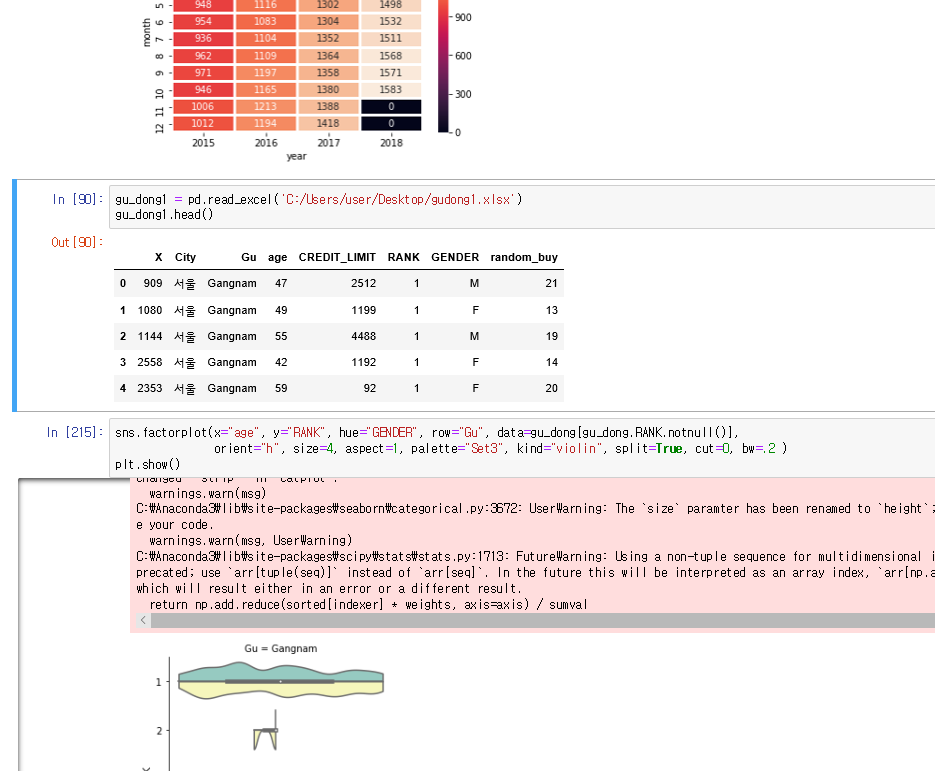 5 948 1116 1302 1498
900
6 954 1083 1304 1532
month
7 936 1104 1352 1511
600
8 962 1109 1364 1568
9 971 1197 1358 1571
300
10 946 1165 1380 1583
11 1006 1213 1388 0
12 1012 1194 1418 0
0
2015 2016 2017 2018
year
In [90]: gu_dong1 = pd.read_excel('C:/Users/user/Desktop/gudong1.xlsx')
gu_dong1.head()
Out[90]:
X City Gu age CREDIT_LIMIT RANK GENDER random_buy
0 909 서울 Gangnam 47 2512 1 M 21
1 1080 서울 Gangnam 49 1199 1 F 13
2 1144 서울 Gangnam 55 4488 1 M 19
3 2558 서울 Gangnam 42 1192 1 F 14
4 2353 서울 Gangnam 59 92 1 F 20
In [215]: sns.factorplot(x="age", y="RANK", hue="GENDER", row="Gu", data=gu_dong[gu_dong.RANK.notnull()],
orient="h", size=4, aspect=1, palette="Set3", kind="violin", split=True, cut=0, bw=.2 )
plt.show()
changed `'strip'` in `catplot`.
warnings.warn(msg)
C:₩Anaconda3₩lib₩site-packages₩seaborn₩categorical.py:3672: UserWarning: The `size` paramter has been renamed to `height`;
e your code.
warnings.warn(msg, UserWarning)
C:₩Anaconda3₩lib₩site-packages₩scipy₩stats₩stats.py:1713: FutureWarning: Using a non-tuple sequence for multidimensional i
precated; use `arr[tuple(seq)]` instead of `arr[seq]`. In the future this will be interpreted as an array index, `arr[np.a
which will result either in an error or a different result.
return np.add.reduce(sorted[indexer] * weights, axis=axis) / sumval
Gu = Gangnam
1
2